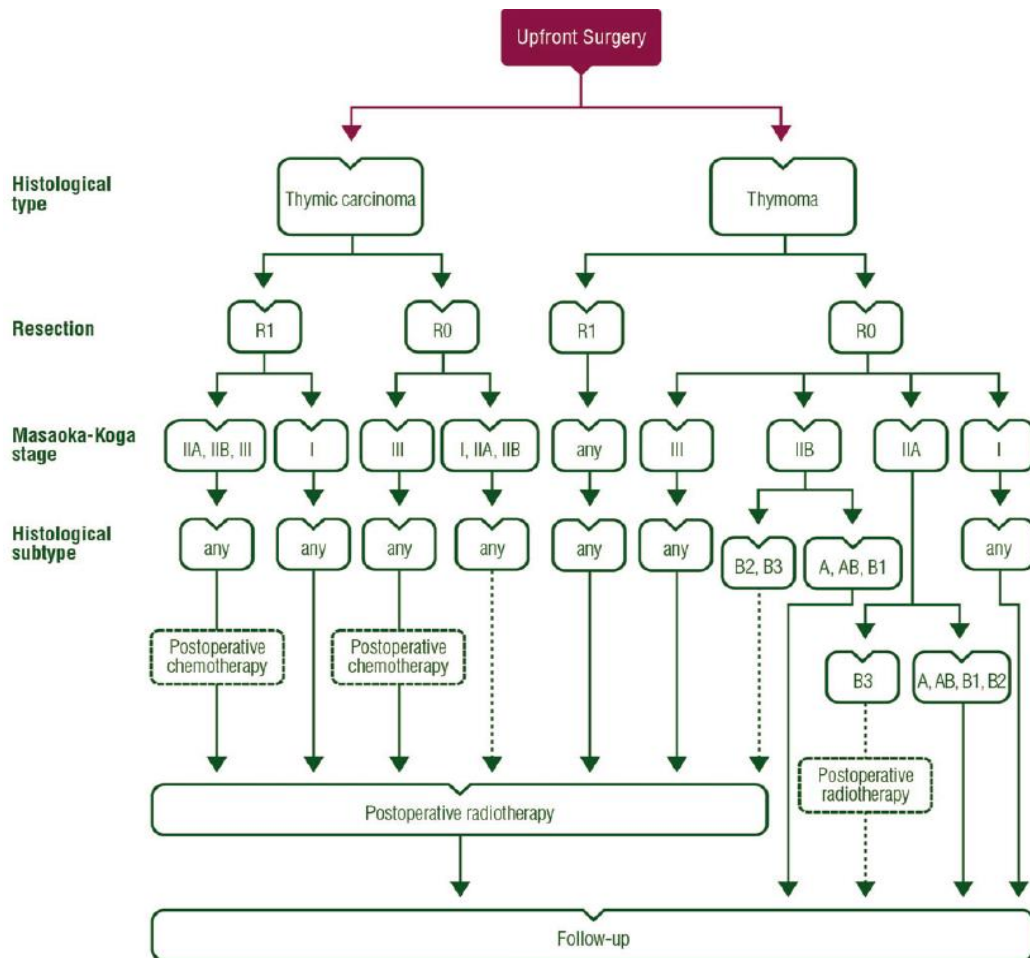 Upfront Surgery
Histological
type
Thymic carcinoma
Thymoma
Resection
R1
R0
R1
R0
Masaoka-Koga
stage
IIA, IIB, III
I
III
I, IIA, IIB
any
III
IIB
IIA
I
Histological
subtype
any
any
any
any
any
any
B2, B3
A, AB, B1
any
Postoperative
chemotherapy
Postoperative
chemotherapy
B3
A, AB, B1, B2
Postoperative
radiotherapy
Postoperative radiotherapy
Follow-up